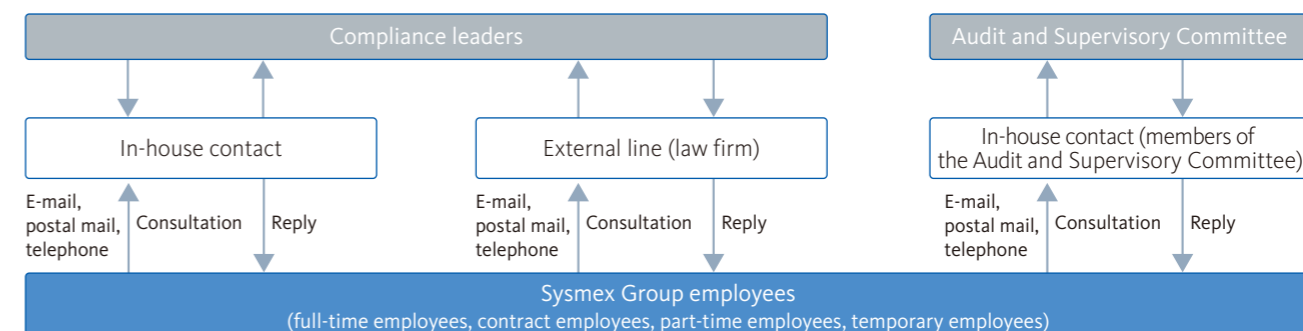 Compliance leaders
Audit and Supervisory Committee
In-house contact
External line (law firm)
In-house contact (members of
the Audit and Supervisory Committee)
E-mail,
postal mail,
telephone
Consultation
Reply
E-mail,
postal mail,
telephone
Consultation
Reply
E-mail,
postal mail,
telephone
Consultation
Reply
Sysmex Group employees
(full-time employees, contract employees, part-time employees, temporary employees)